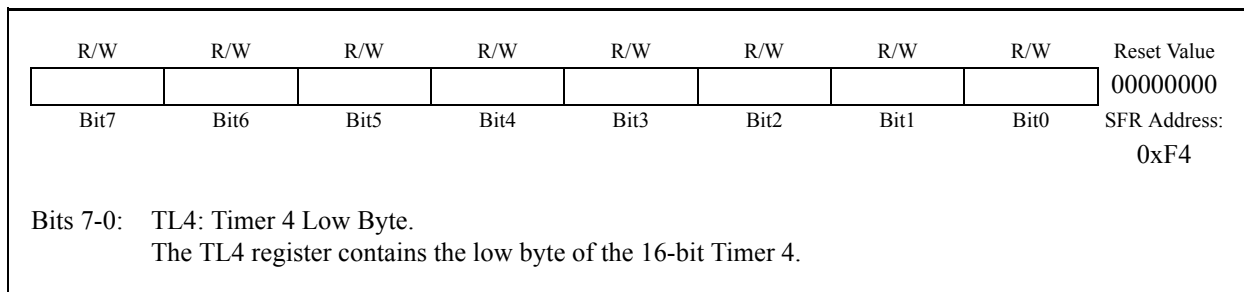 R/W R/W R/W R/W R/W R/W R/W R/W Reset Value
00000000
Bit7 Bit6 Bit5 Bit4 Bit3 Bit2 Bit1 Bit0 SFR Address:
0xF4
Bits 7-0: TL4: Timer 4 Low Byte.
The TL4 register contains the low byte of the 16-bit Timer 4.